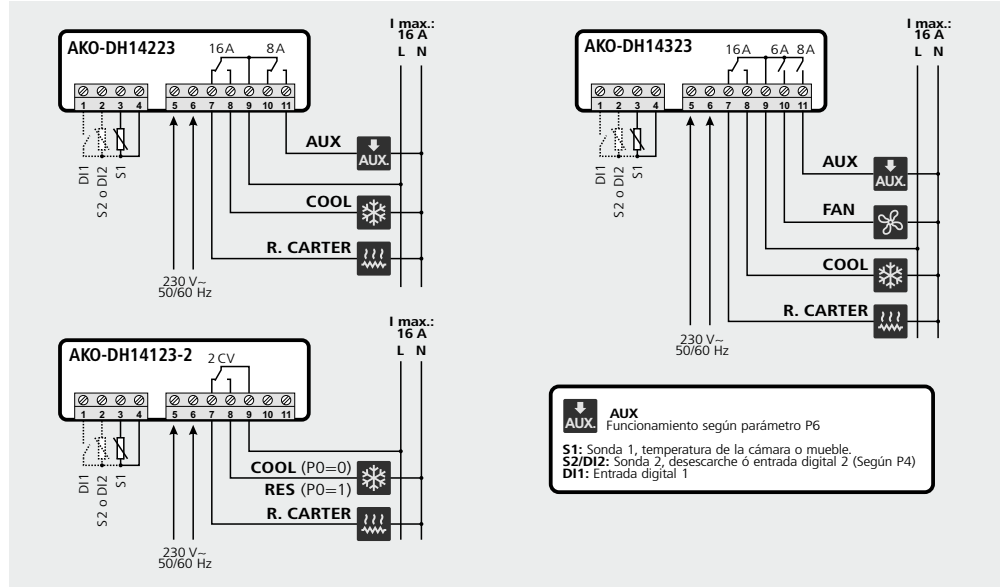 AKO-DH14223
16A 8A
I max.:
16 A
L N
1 2 3 4 5 6 7 8 9 10 11
DI1
S2 o DI2
S1
230 V~
50/60 Hz
AUX
AUX.
COOL
R. CARTER
AKO-DH14323
16A 6A 8A
I max.:
16 A
L N
1 2 3 4 5 6 7 8 9 10 11
DI1
S2 o DI2
S1
230 V~
50/60 Hz
AUX
AUX.
FAN
COOL
R. CARTER
AKO-DH14123-2
2 CV
I max.:
16 A
L N
1 2 3 4 5 6 7 8 9 10 11
DI1
S2 o DI2
S1
230 V~
50/60 Hz
COOL (P0=0)
RES (P0=1)
R. CARTER
AUX.
AUX
Funcionamiento según parámetro P6
S1: Sonda 1, temperatura de la cámara o mueble.
S2/DI2: Sonda 2, desescarche ó entrada digital 2 (Según P4)
DI1: Entrada digital 1